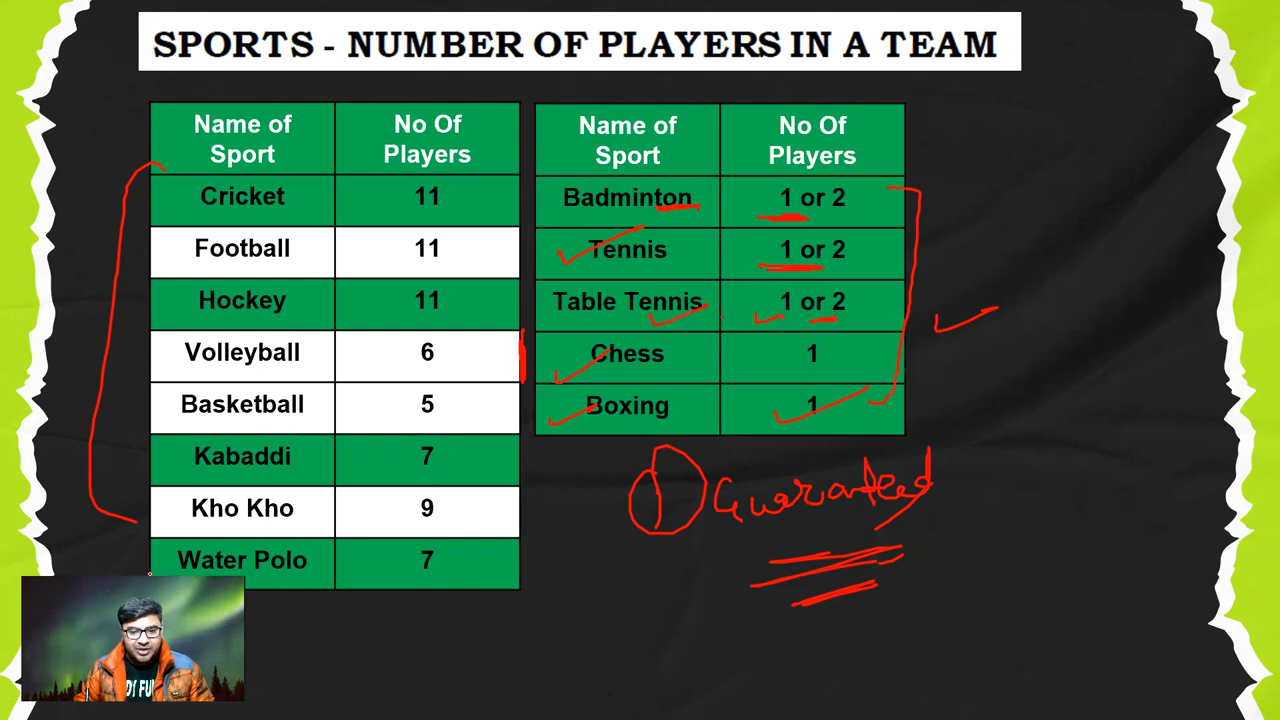 SPORTS - NUMBER OF PLAYERS IN A TEAM
Name of Sport No Of Players
Cricket 11
Football 11
Hockey 11
Volleyball 6
Basketball 5
Kabaddi 7
Kho Kho 9
Water Polo 7
Name of Sport No Of Players
Badminton 1 or 2
Tennis 1 or 2
Table Tennis 1 or 2
Chess 1
Boxing 1
1 Guaranteed